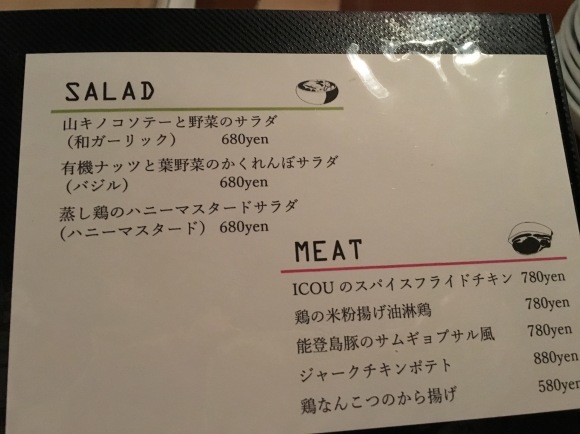 SALAD
山キノコソテーと野菜のサラダ
（和ガーリック） 680yen
有機ナッツと葉野菜のかくれんぼサラダ
（バジル） 680yen
蒸し鶏のハニーマスタードサラダ
（ハニーマスタード） 680yen
MEAT
ICOU のスパイスフライドチキン 780yen
鶏の米粉揚げ油淋鶏 780yen
能登島豚のサムギョプサル風 780yen
ジャークチキンポテト 880yen
鶏なんこつのから揚げ 580yen